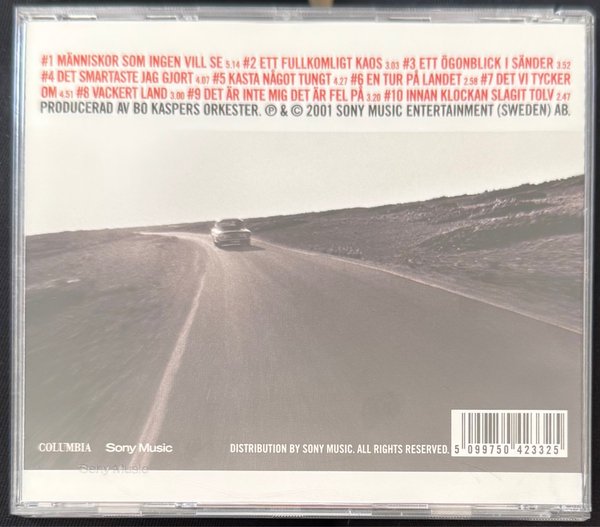 #1 MÄNNISKOR SOM INGEN VILL SE 5.14 #2 ETT FULLKOMLIGT KAOS 3.03 #3 ETT ÖGONBLICK I SÄNDER 3.52
#4 DET SMARTASTE JAG GJORT 4.07 #5 KASTA NÅGOT TUNGT 4.27 #6 EN TUR PÅ LANDET 2.58 #7 DET VI TYCKER
OM 4.51 #8 VACKERT LAND 3.00 #9 DET ÄR INTE MIG DET ÄR FEL PÅ 3.20 #10 INNAN KLOCKAN SLAGIT TOLV 2.47
PRODUCERAD AV BO KASPERS ORKESTER. ℗ & © 2001 SONY MUSIC ENTERTAINMENT (SWEDEN) AB.
COLUMBIA Sony Music DISTRIBUTION BY SONY MUSIC. ALL RIGHTS RESERVED.
5 099750 423325
Sony Music